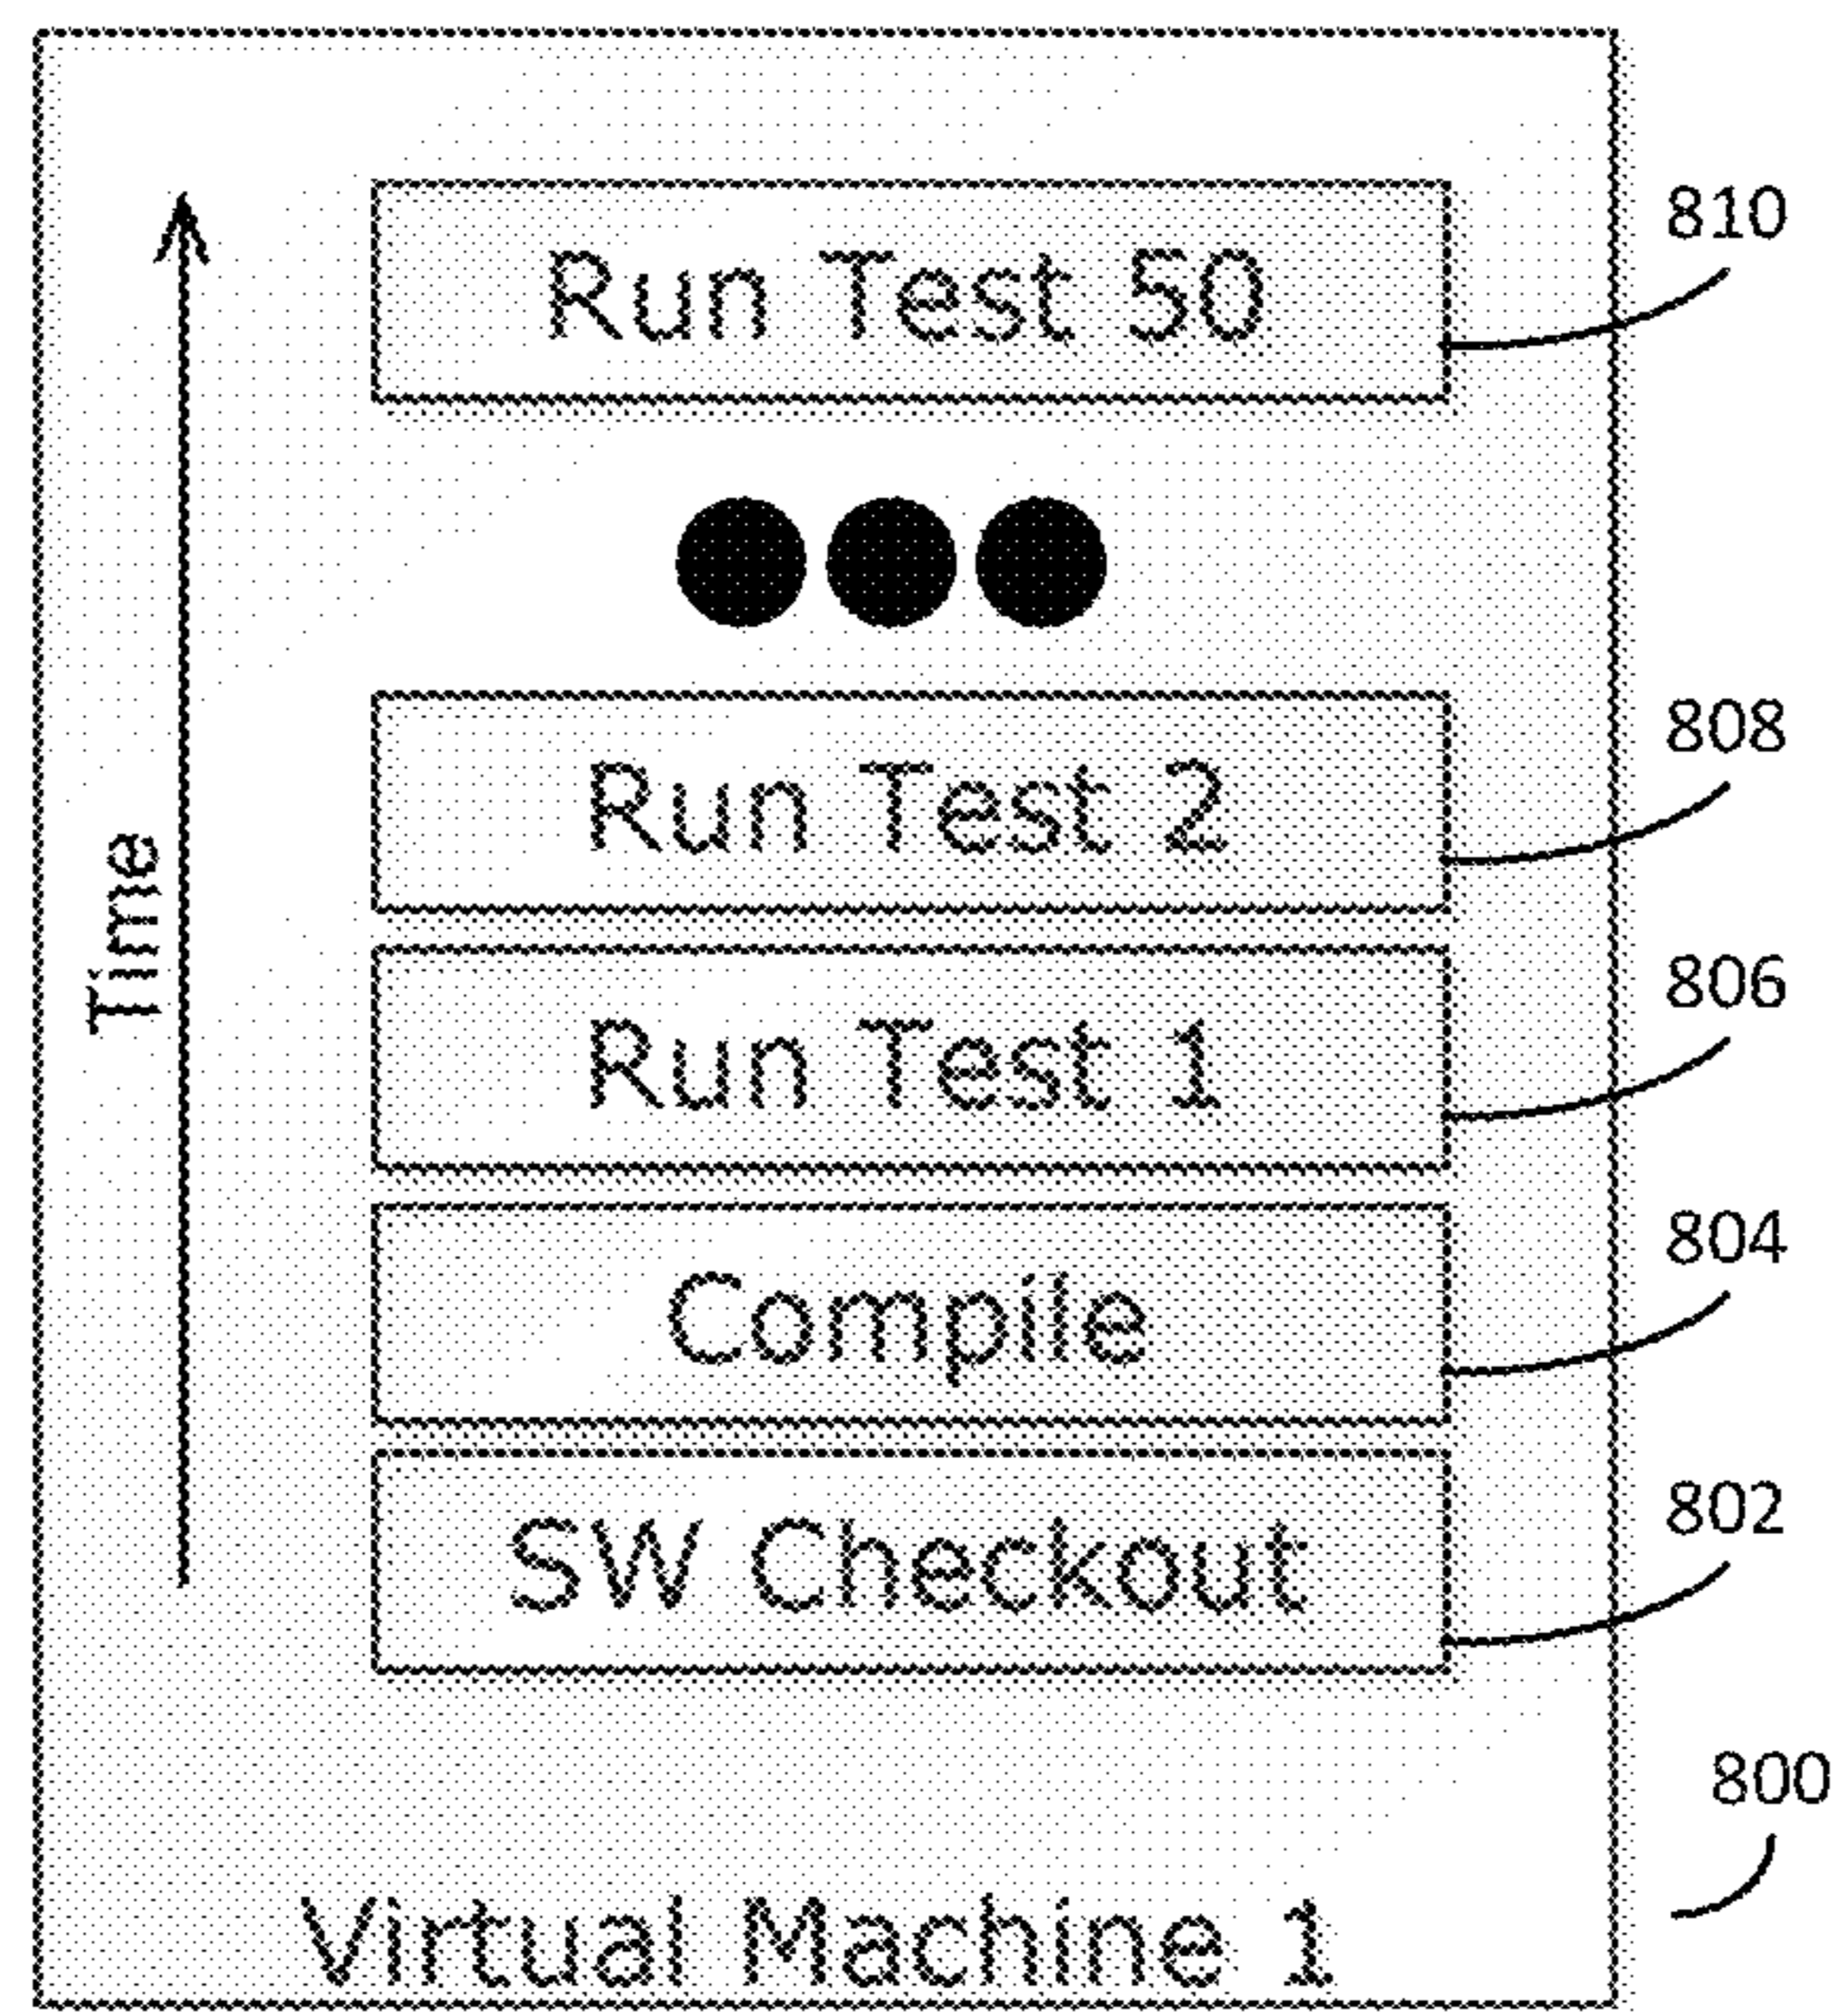 810
Run Test 50
808
Run Test 2
Time
806
Run Test 1
804
Compile
802
SW Checkout
800
Virtual Machine 1